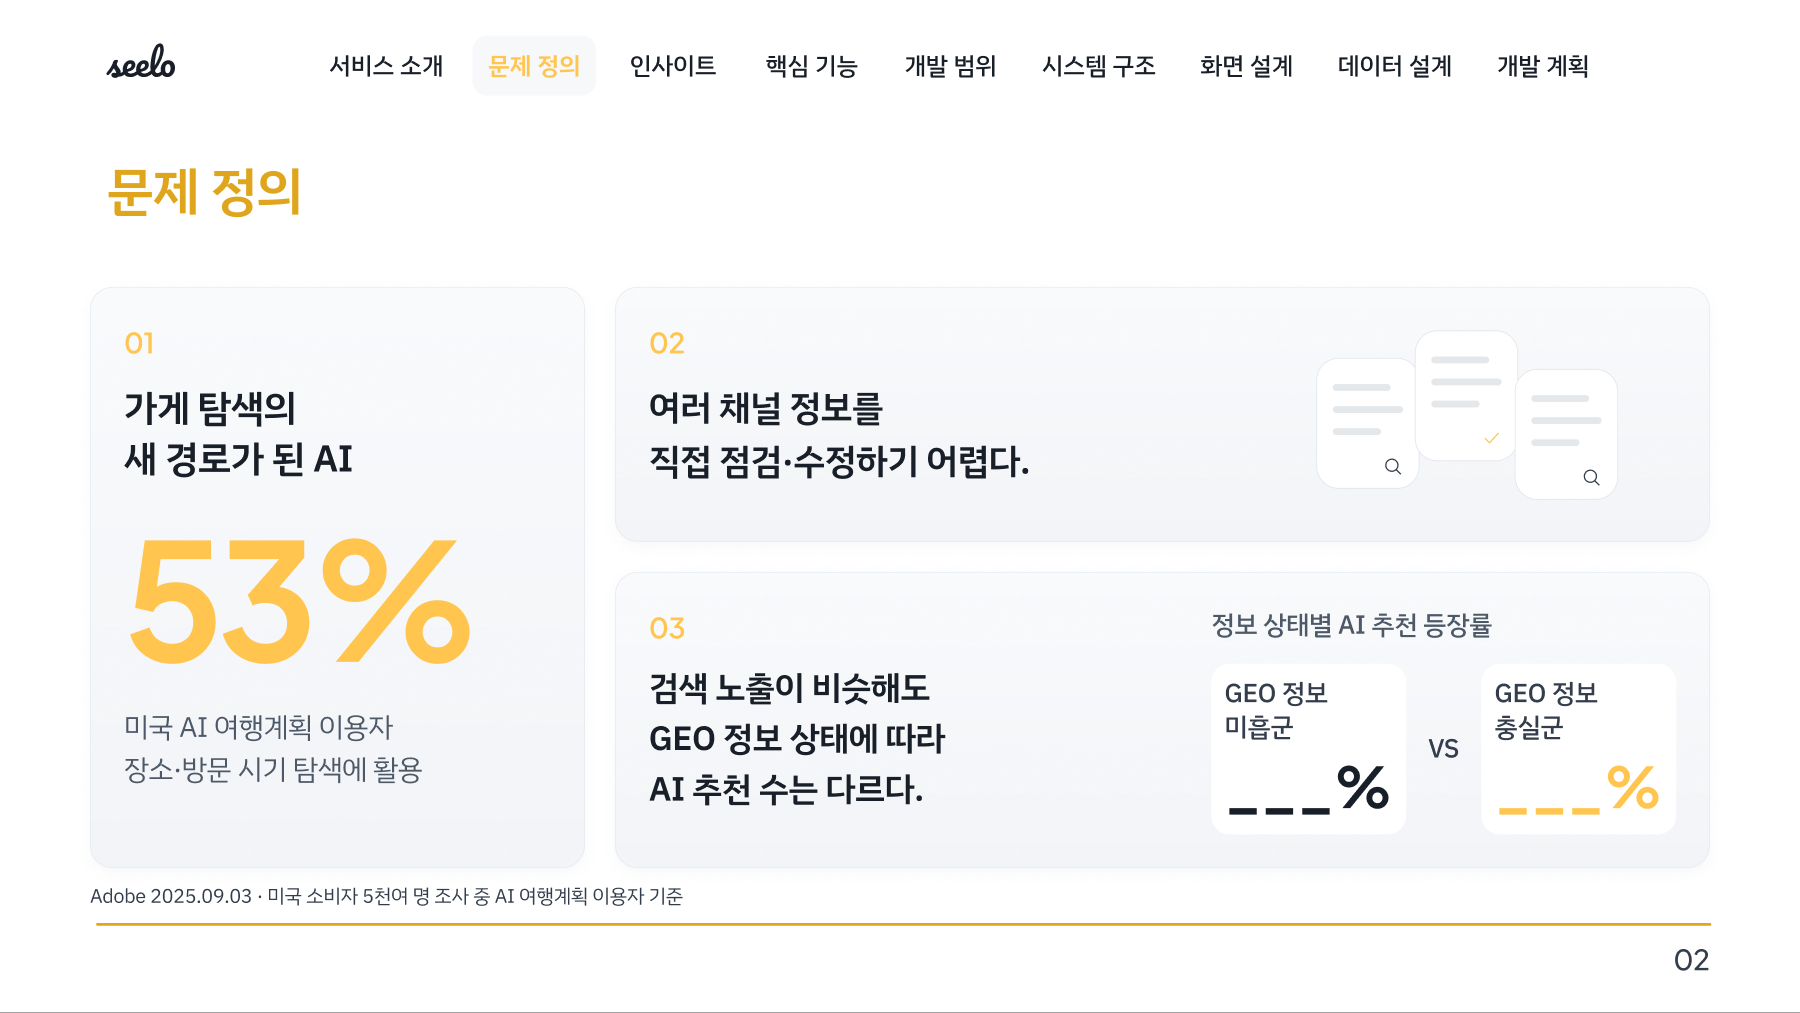 seelo
서비스 소개 문제 정의 인사이트 핵심 기능 개발 범위 시스템 구조 화면 설계 데이터 설계 개발 계획
문제 정의
01
가게 탐색의
새 경로가 된 AI
53%
미국 AI 여행계획 이용자
장소·방문 시기 탐색에 활용
02
여러 채널 정보를
직접 점검·수정하기 어렵다.
03
검색 노출이 비슷해도
GEO 정보 상태에 따라
AI 추천 수는 다르다.
정보 상태별 AI 추천 등장률
GEO 정보
미흡군
___%
VS
GEO 정보
충실군
___%
Adobe 2025.09.03 · 미국 소비자 5천여 명 조사 중 AI 여행계획 이용자 기준
02